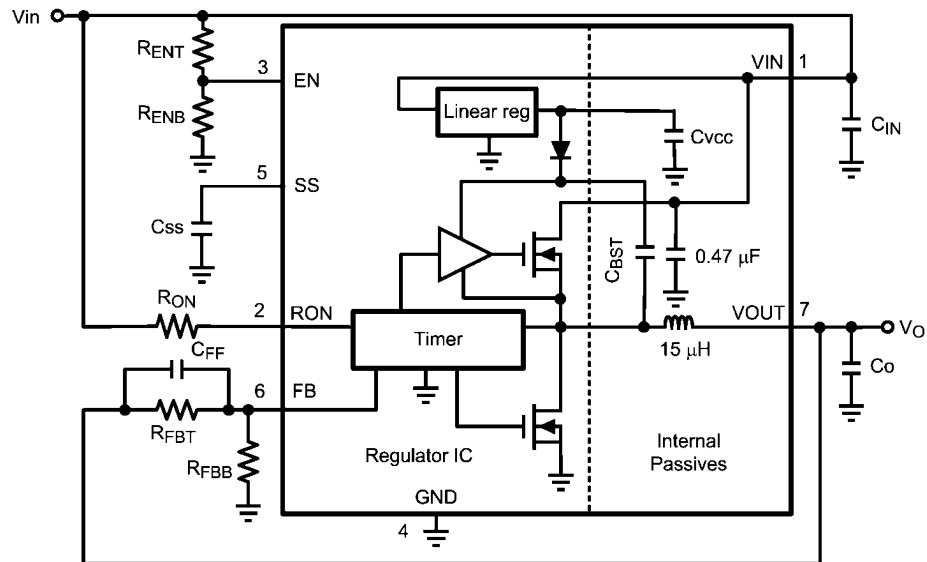 Vin
RENT
3
EN
VIN
1
Linear reg
RENB
CVCC
CIN
5
SS
Css
CBST
0.47 μF
RON
2
RON
VOUT
7
Timer
VO
CFF
15 μH
Co
6
FB
RFBT
RFBB
Regulator IC
Internal
Passives
GND
4